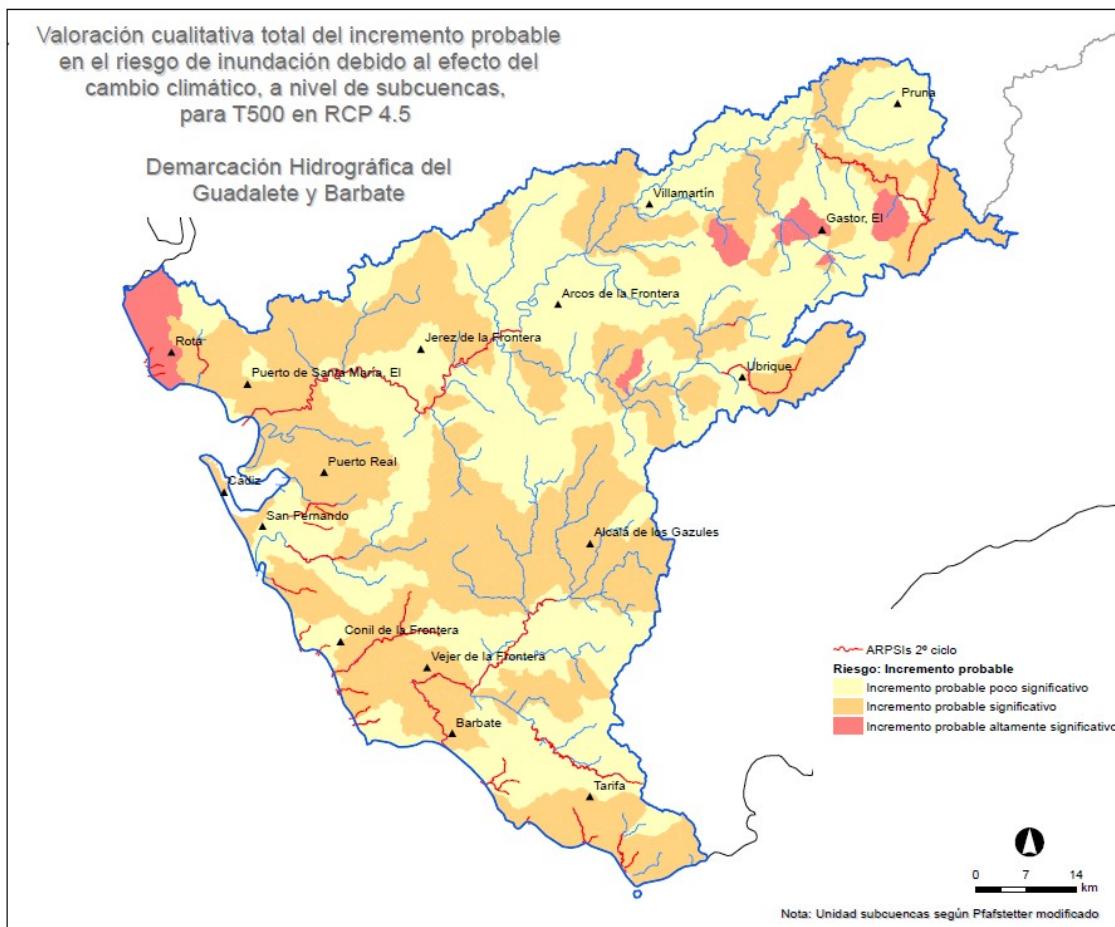 Valoración cualitativa total del incremento probable
en el riesgo de inundación debido al efecto del
cambio climático, a nivel de subcuencas,
para T500 en RCP 4.5
Demarcación Hidrográfica del
Guadalete y Barbate
Pruna
Villamartín
Gastor, El
Arcos de la Frontera
Rota
Jerez de la Frontera
Puerto de Santa María, El
Ubrique
Puerto Real
Cádiz
San Fernando
Alcalá de los Gazules
Conil de la Frontera
Vejer de la Frontera
Barbate
Tarifa
ARPSIs 2º ciclo
Riesgo: Incremento probable
Incremento probable poco significativo
Incremento probable significativo
Incremento probable altamente significativo
0 7 14
km
Nota: Unidad subcuencas según Pfafstetter modificado